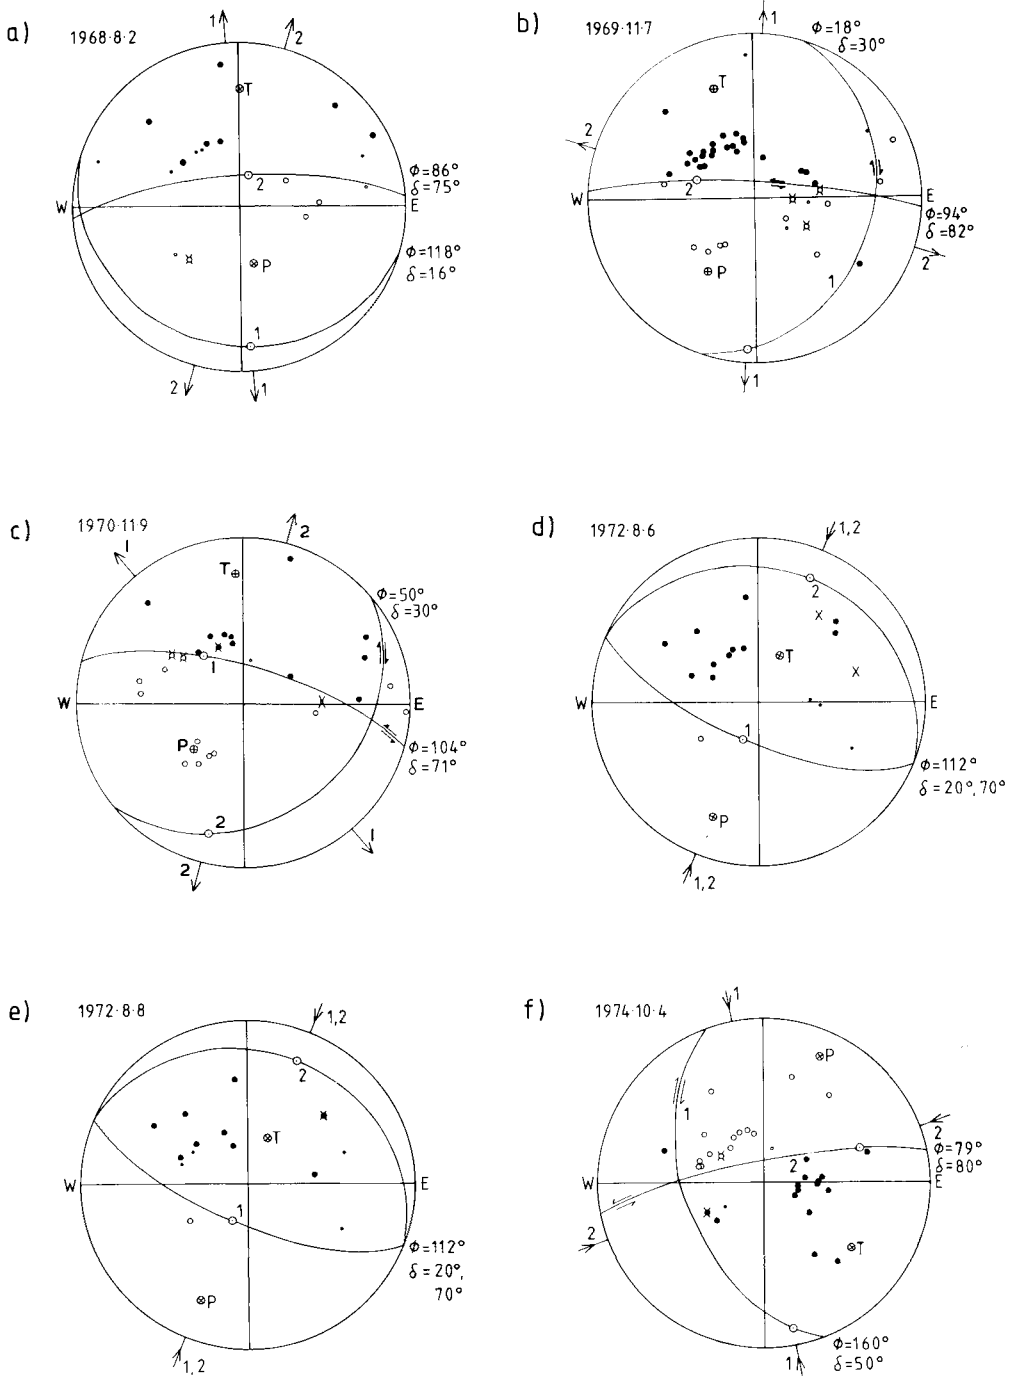 a)
1968·8·2
1
2
T
2
ϕ=86°
δ=75°
W
E
P
ϕ=118°
δ=16°
1
2
1
b)
1969·11·7
1
ϕ=18°
δ=30°
T
2
2
W
E
ϕ=94°
δ=82°
P
1
2
1
c)
1970·11·9
1
2
T
ϕ=50°
δ=30°
1
W
E
P
ϕ=104°
δ=71°
2
1
2
d)
1972·8·6
1,2
2
T
W
E
1
ϕ=112°
δ=20°,70°
P
1,2
e)
1972·8·8
1,2
2
T
W
E
1
ϕ=112°
δ=20°,
70°
P
1,2
f)
1974·10·4
1
P
1
2
ϕ=79°
2
δ=80°
W
E
2
T
ϕ=160°
1
δ=50°